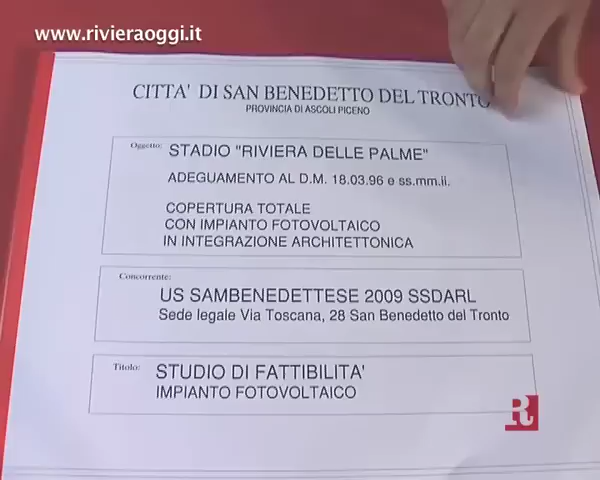 www.rivieraoggi.it
CITTA' DI SAN BENEDETTO DEL TRONTO
PROVINCIA DI ASCOLI PICENO
Oggetto: STADIO "RIVIERA DELLE PALME"
ADEGUAMENTO AL D.M. 18.03.96 e ss.mm.ii.
COPERTURA TOTALE
CON IMPIANTO FOTOVOLTAICO
IN INTEGRAZIONE ARCHITETTONICA
Concorrente:
US SAMBENEDETTESE 2009 SSDARL
Sede legale Via Toscana, 28 San Benedetto del Tronto
Titolo: STUDIO DI FATTIBILITA'
IMPIANTO FOTOVOLTAICO
R